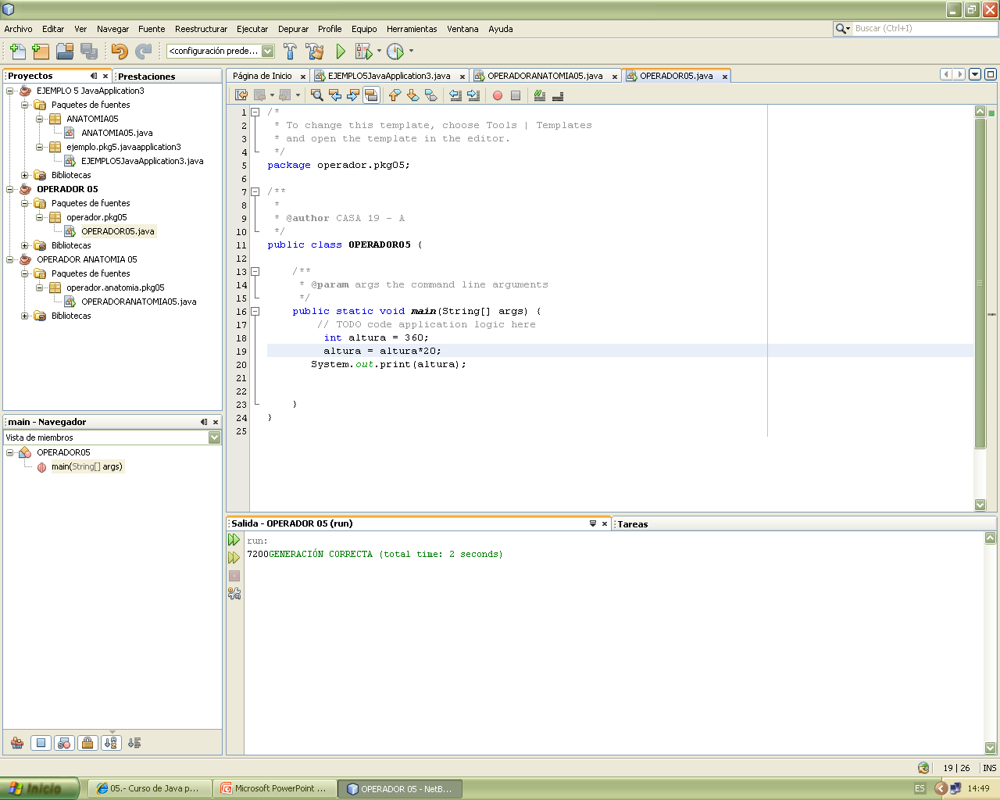 Archivo Editar Ver Navegar Fuente Reestructurar Ejecutar Depurar Profile Equipo Herramientas Ventana Ayuda
Buscar (Ctrl+I)
<configuración prede...
Proyectos
Prestaciones
EJEMPLO 5 JavaApplication3
Paquetes de fuentes
ANATOMIA05
ANATOMIA05.java
ejemplo.pkg5.javaapplication3
EJEMPLO5JavaApplication3.java
Bibliotecas
OPERADOR 05
Paquetes de fuentes
operador.pkg05
OPERADOR05.java
Bibliotecas
OPERADOR ANATOMIA 05
Paquetes de fuentes
operador.anatomia.pkg05
OPERADORANATOMIA05.java
Bibliotecas
main - Navegador
Vista de miembros
OPERADOR05
main(String[] args)
Página de Inicio EJEMPLO5JavaApplication3.java OPERADORANATOMIA05.java OPERADOR05.java
1 /*
2 * To change this template, choose Tools | Templates
3 * and open the template in the editor.
4 */
5 package operador.pkg05;
6
7 /**
8 *
9 * @author CASA 19 - A
10 */
11 public class OPERADOR05 {
12
13 /**
14 * @param args the command line arguments
15 */
16 public static void main(String[] args) {
17 // TODO code application logic here
18 int altura = 360;
19 altura = altura*20;
20 System.out.print(altura);
21
22
23 }
24 }
25
Salida - OPERADOR 05 (run)
Tareas
run:
7200GENERACIÓN CORRECTA (total time: 2 seconds)
19 | 26 INS
Inicio
05.- Curso de Java p...
Microsoft PowerPoint ...
OPERADOR 05 - NetB...
ES
14:49